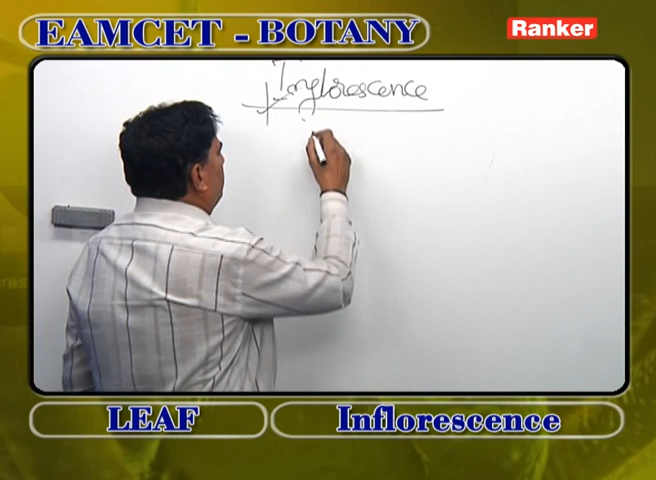 EAMCET - BOTANY
Ranker
Inflorescence
LEAF
Inflorescence